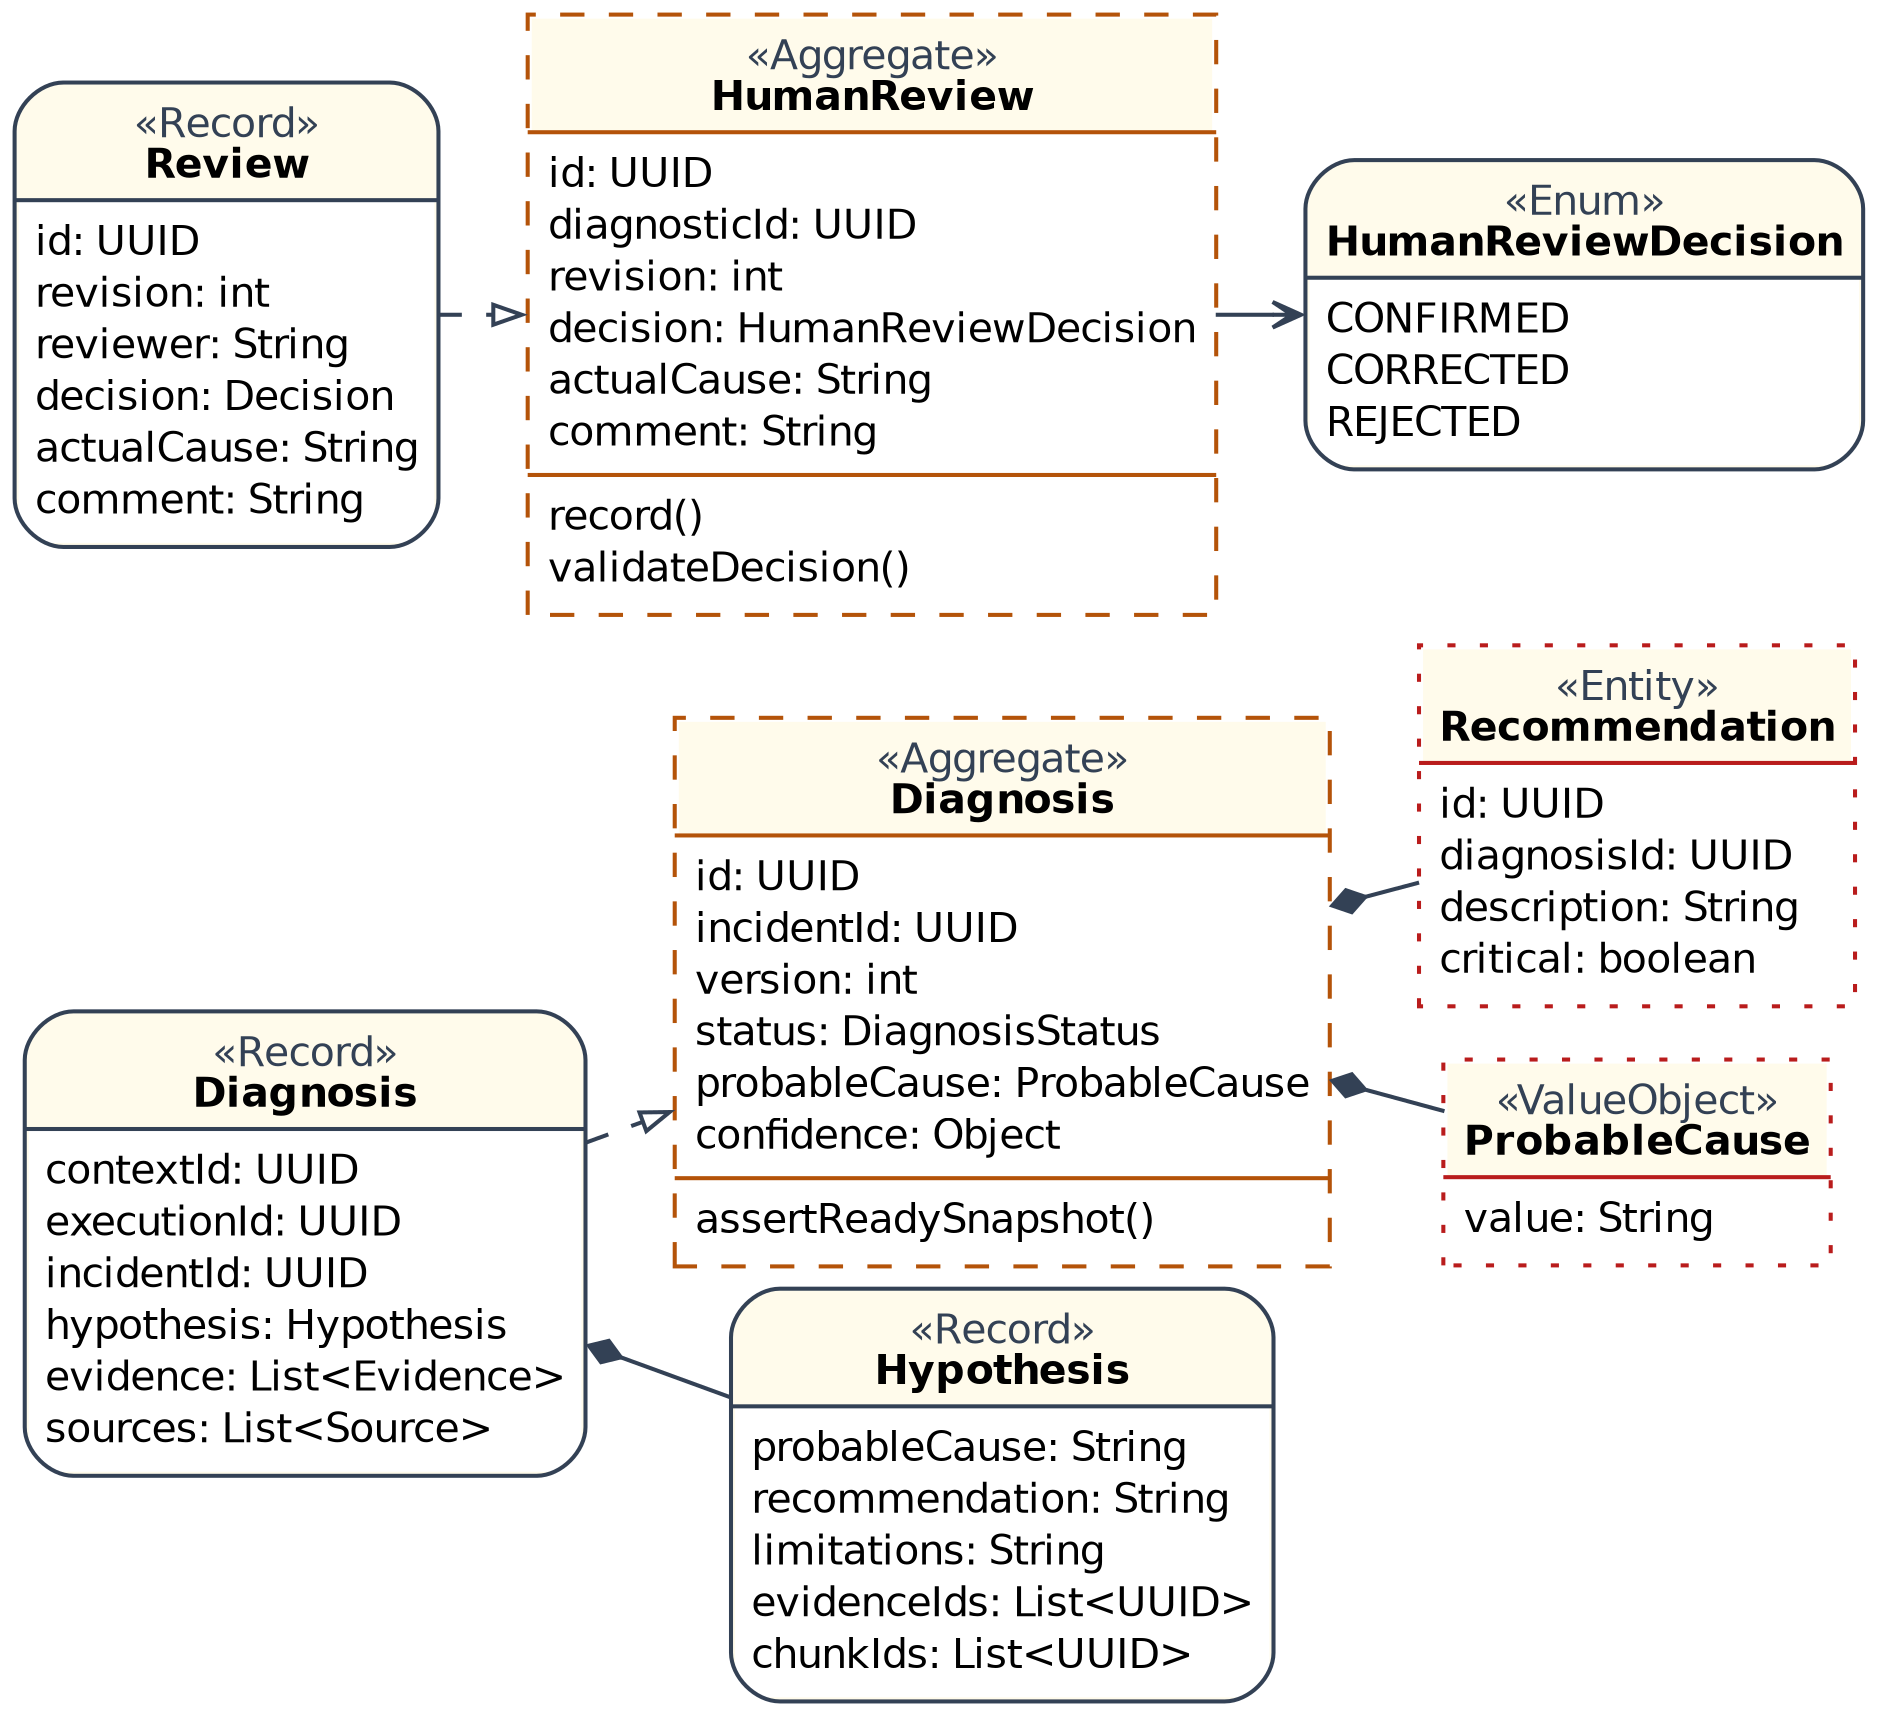 «Record»
Review
id: UUID
revision: int
reviewer: String
decision: Decision
actualCause: String
comment: String
«Aggregate»
HumanReview
id: UUID
diagnosticId: UUID
revision: int
decision: HumanReviewDecision
actualCause: String
comment: String
record()
validateDecision()
«Enum»
HumanReviewDecision
CONFIRMED
CORRECTED
REJECTED
«Record»
Diagnosis
contextId: UUID
executionId: UUID
incidentId: UUID
hypothesis: Hypothesis
evidence: List<Evidence>
sources: List<Source>
«Aggregate»
Diagnosis
id: UUID
incidentId: UUID
version: int
status: DiagnosisStatus
probableCause: ProbableCause
confidence: Object
assertReadySnapshot()
«Entity»
Recommendation
id: UUID
diagnosisId: UUID
description: String
critical: boolean
«ValueObject»
ProbableCause
value: String
«Record»
Hypothesis
probableCause: String
recommendation: String
limitations: String
evidenceIds: List<UUID>
chunkIds: List<UUID>